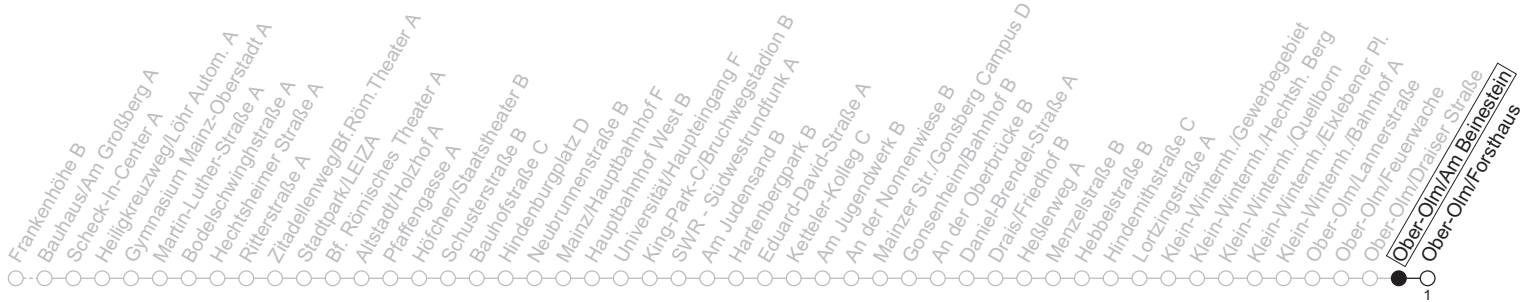 Frankenhöhe B
Bauhaus/Am Großberg A
Scheck-In-Center A
Heiligkreuzweg/Löhr Autom. A
Gymnasium Mainz-Oberstadt A
Martin-Luther-Straße A
Bodelschwinghstraße A
Hechtsheimer Straße A
Ritterstraße A
Zitadellenweg/Bf.Röm.Theater A
Stadtpark/LEIZA
Bf. Römisches Theater A
Altstadt/Holzhof A
Pfaffengasse A
Höfchen/Staatstheater B
Schusterstraße B
Bauhofstraße C
Hindenburgplatz D
Neubrunnenstraße B
Mainz/Hauptbahnhof F
Hauptbahnhof West B
Universität/Haupteingang F
King-Park-C/Bruchwegstadion B
SWR - Südwestrundfunk A
Am Judensand B
Hartenbergpark B
Eduard-David-Straße A
Ketteler-Kolleg C
Am Jugendwerk B
An der Nonnenwiese B
Mainzer Str./Gonsberg Campus D
Gonsenheim/Bahnhof B
An der Oberbrücke B
Daniel-Brendel-Straße A
Drais/Friedhof B
Heßlerweg A
Menzelstraße B
Hebbelstraße B
Hindemithstraße C
Lortzingstraße A
Klein-Winternh./Gewerbegebiet
Klein-Winternh./Hechtsh. Berg
Klein-Winternh./Quellborn
Klein-Winternh./Exlebener Pl.
Klein-Winternh./Bahnhof A
Ober-Olm/Lannerstraße
Ober-Olm/Feuerwache
Ober-Olm/Draiser Straße
Ober-Olm/Am Beinestein
Ober-Olm/Forsthaus
1